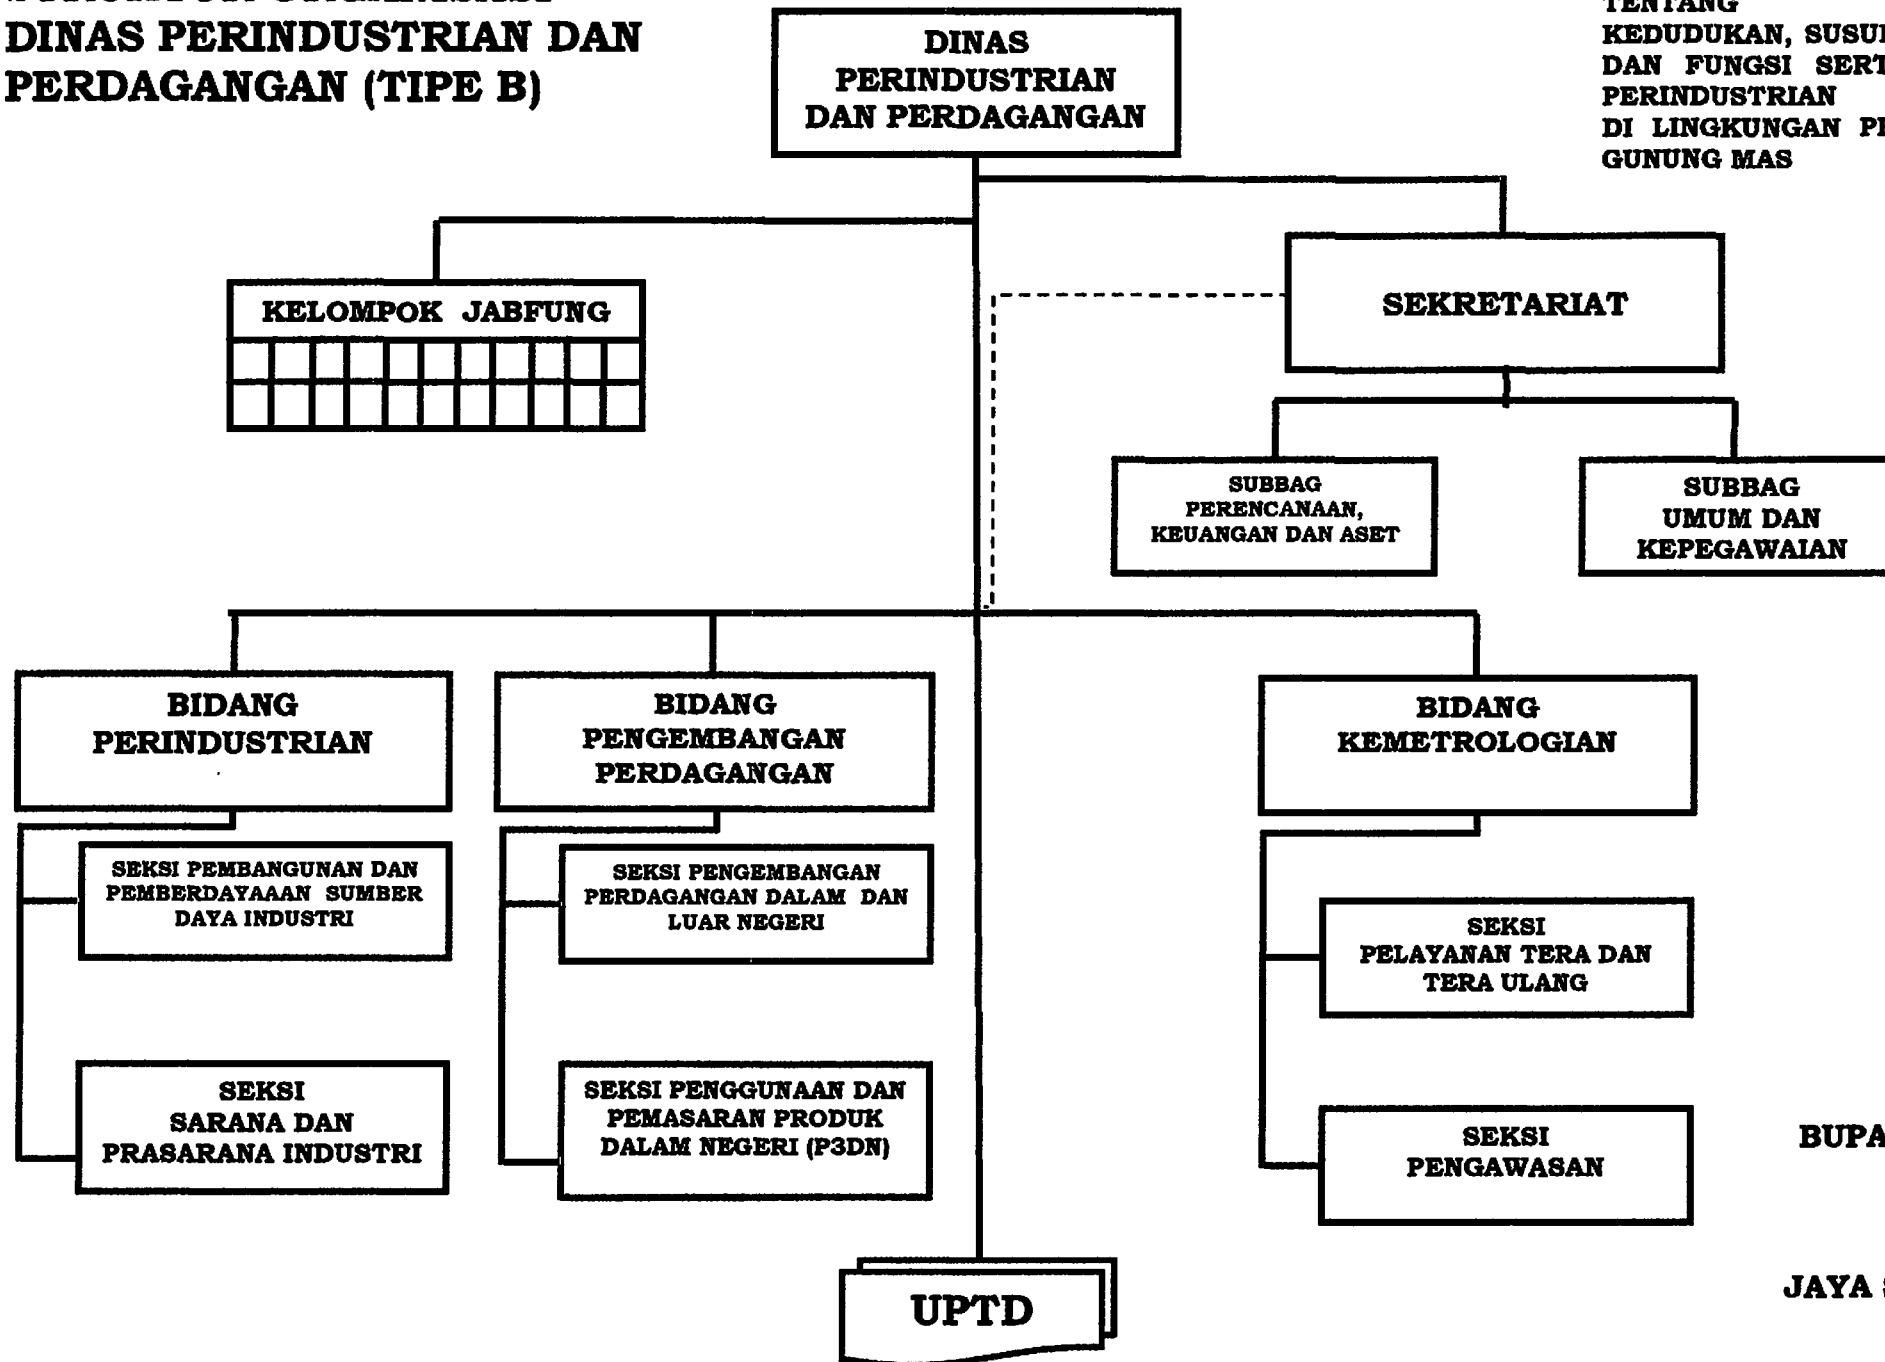 DINAS PERINDUSTRIAN DAN
PERDAGANGAN (TIPE B)
DINAS
PERINDUSTRIAN
DAN PERDAGANGAN
TENTANG
KEDUDUKAN,
DAN FUNGSI
PERINDUSTRIAN
DI LINGKUNGAN
GUNUNG MAS
KELOMPOK JABFUNG
SEKRETARIAT
SUBBAG
PERENCANAAN,
KEUANGAN DAN ASET
SUBBAG
UMUM DAN
KEPEGAWAIAN
BIDANG
PERINDUSTRIAN
BIDANG
PENGEMBANGAN
PERDAGANGAN
BIDANG
KEMETROLOGIAN
SEKSI PEMBANGUNAN DAN
PEMBERDAYAAAN SUMBER
DAYA INDUSTRI
SEKSI PENGEMBANGAN
PERDAGANGAN DALAM DAN
LUAR NEGERI
SEKSI
PELAYANAN TERA DAN
TERA ULANG
SEKSI
SARANA DAN
PRASARANA INDUSTRI
SEKSI PENGGUNAAN DAN
PEMASARAN PRODUK
DALAM NEGERI (P3DN)
SEKSI
PENGAWASAN
BUPA
JAYA
UPTD